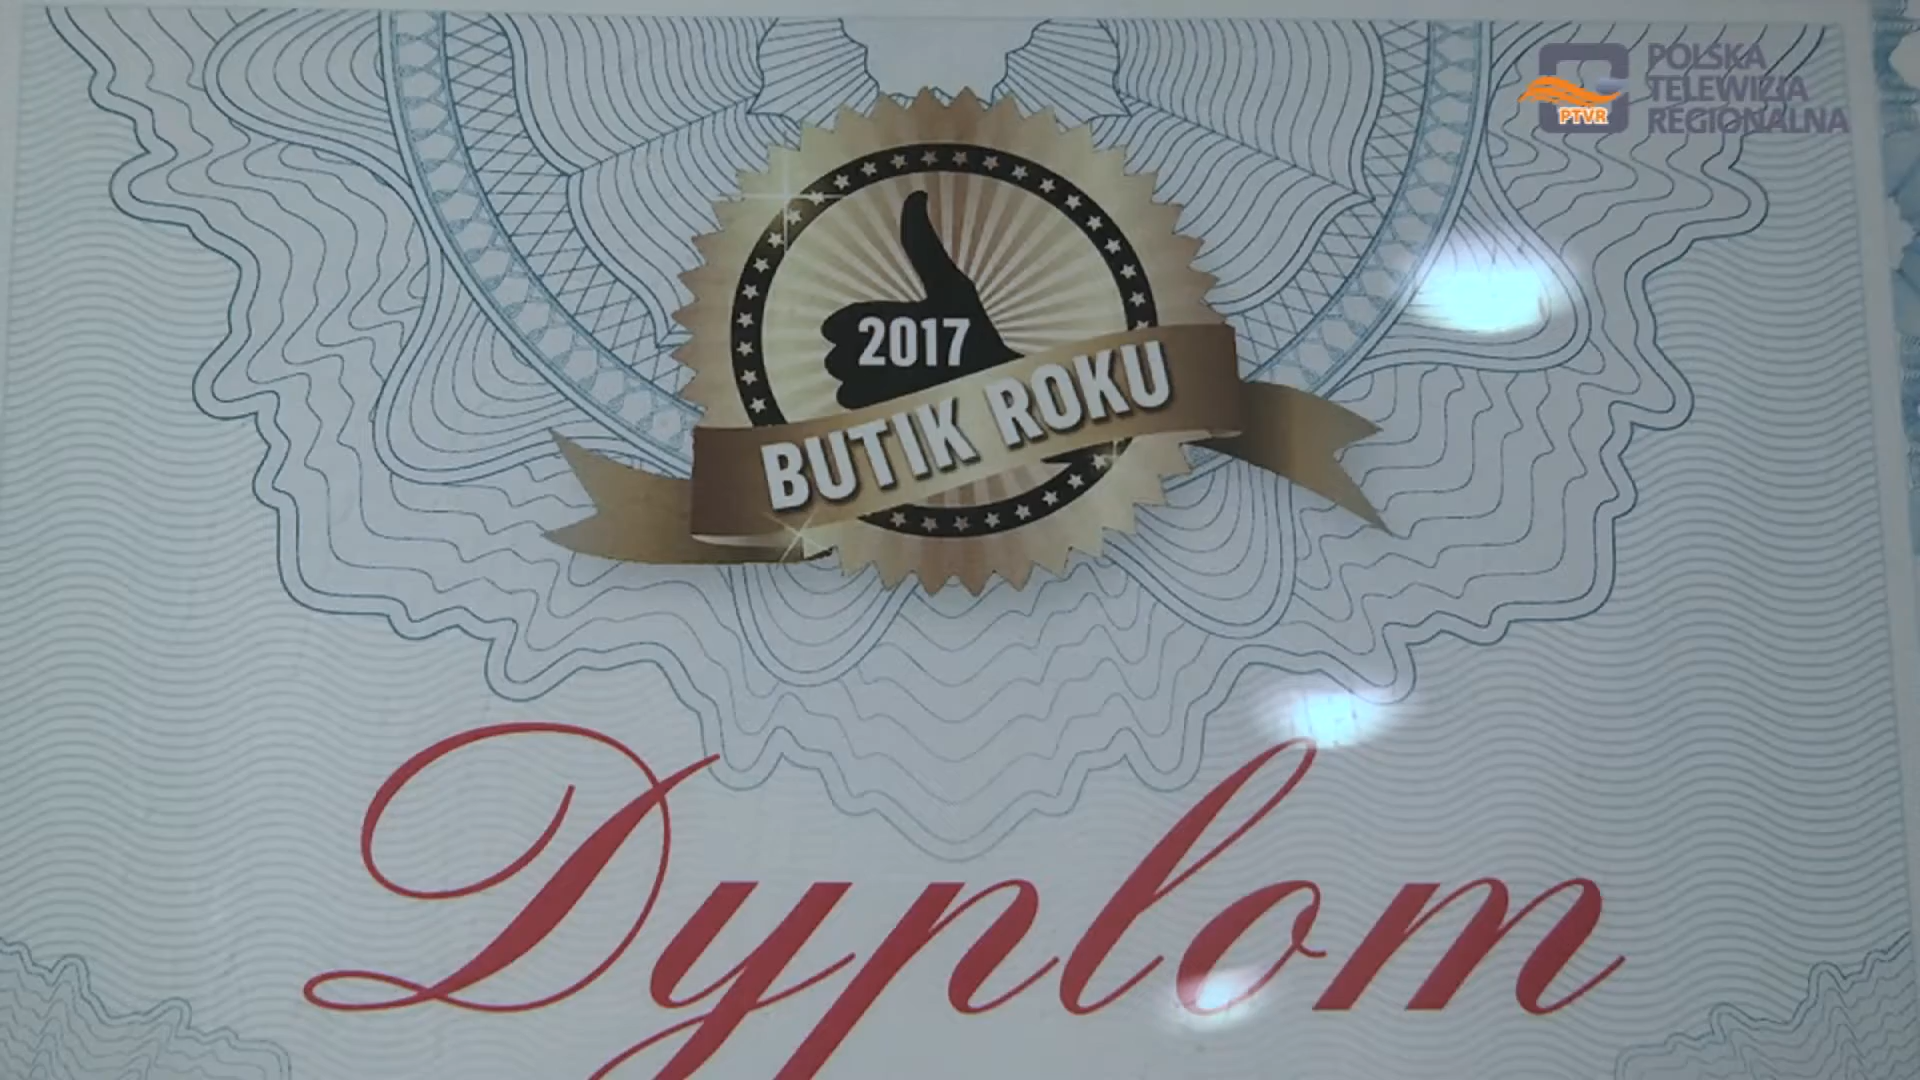 POLSKA
TELEWIZJA
REGIONALNA
PTVR
2017
BUTIK ROKU
Dyplom